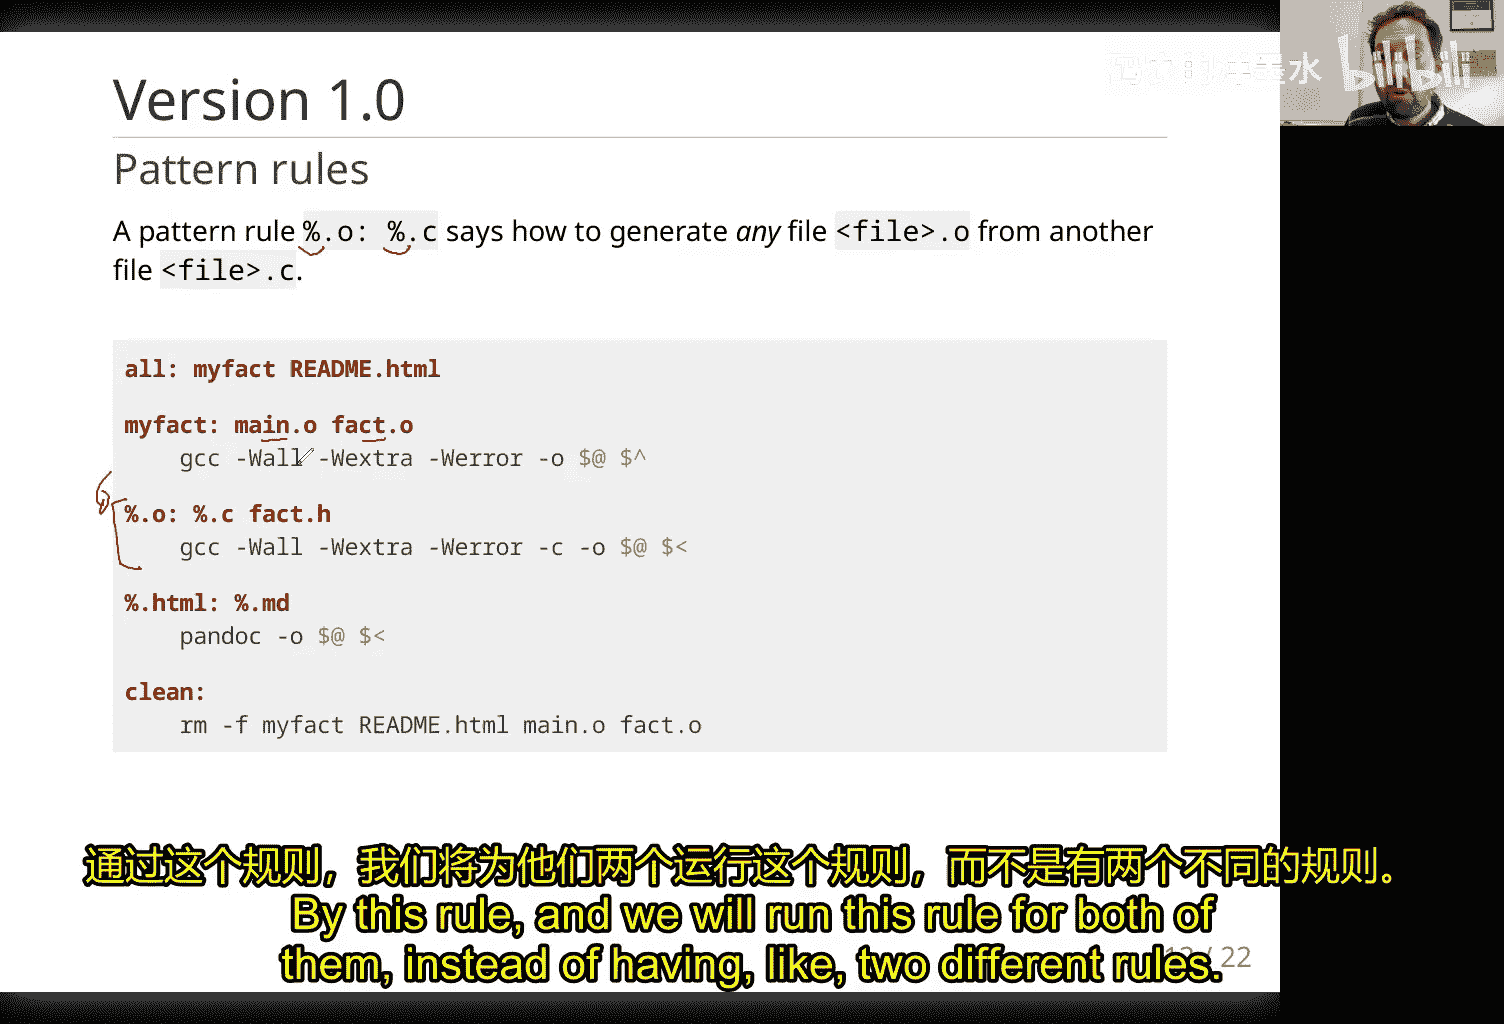 Version 1.0
Pattern rules
A pattern rule %.o: %.c says how to generate any file <file>.o from another
file <file>.c.
all: myfact README.html
myfact: main.o fact.o
gcc -Wall -Wextra -Werror -o $@ $^
%.o: %.c fact.h
gcc -Wall -Wextra -Werror -c -o $@ $<
%.html: %.md
pandoc -o $@ $<
clean:
rm -f myfact README.html main.o fact.o
通过这个规则，我们将为他们两个运行这个规则，而不是有两个不同的规则。
By this rule, and we will run this rule for both of
them, instead of having, like, two different rules.
/ 22
bilibili